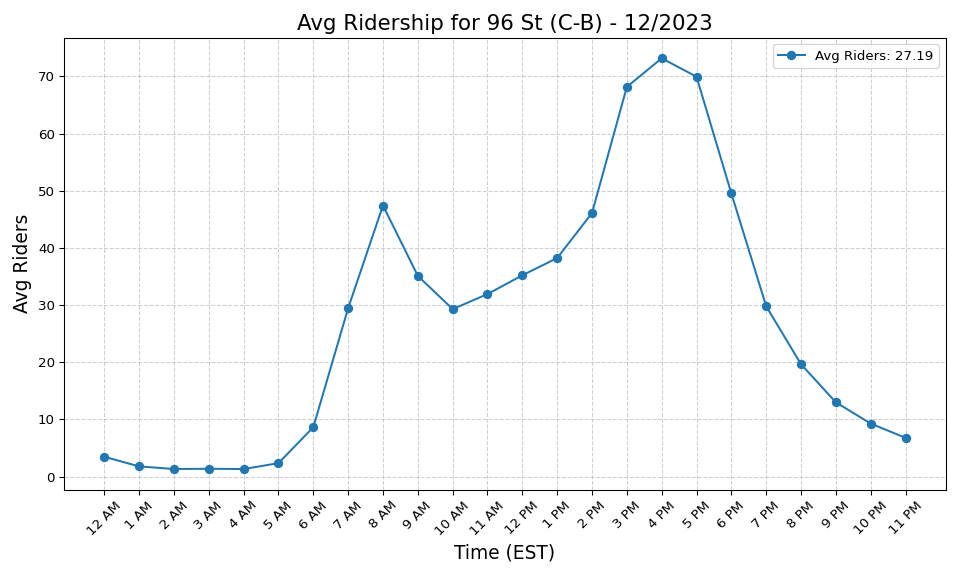 Avg Ridership for 96 St (C-B) - 12/2023
Avg Riders: 27.19
Avg Riders
70
60
50
40
30
20
10
0
12 AM 1 AM 2 AM 3 AM 4 AM 5 AM 6 AM 7 AM 8 AM 9 AM 10 AM 11 AM 12 PM 1 PM 2 PM 3 PM 4 PM 5 PM 6 PM 7 PM 8 PM 9 PM 10 PM 11 PM
Time (EST)